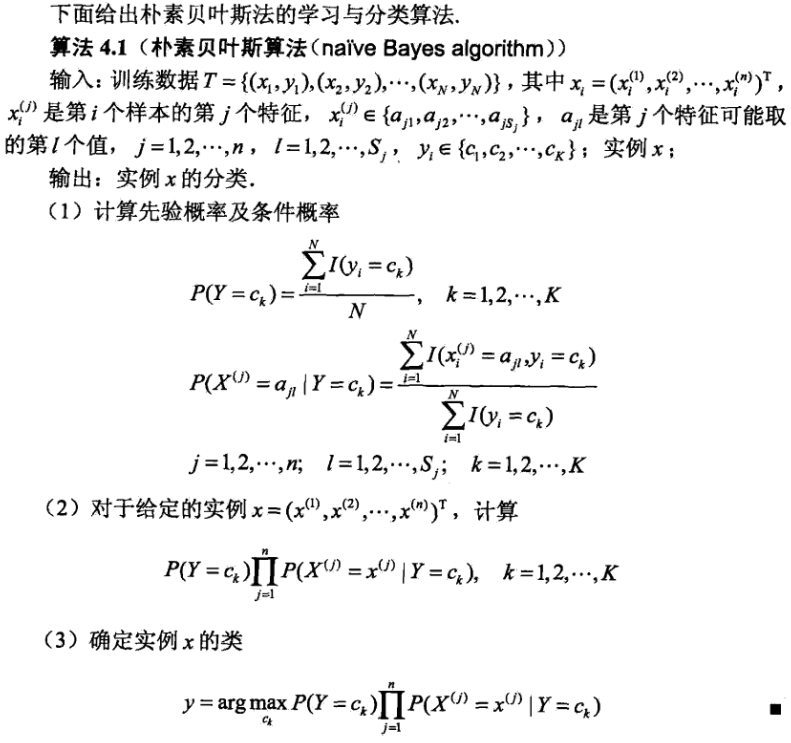 下面给出朴素贝叶斯法的学习与分类算法.
算法 4.1（朴素贝叶斯算法（naïve Bayes algorithm））
输入: 训练数据 $T=\{(x_1,y_1),(x_2,y_2),\cdots,(x_N,y_N)\}$，其中 $x_i=(x_i^{(1)},x_i^{(2)},\cdots,x_i^{(n)})^{\mathrm{T}}$，
$x_i^{(j)}$ 是第 $i$ 个样本的第 $j$ 个特征， $x_i^{(j)}\in\{a_{j1},a_{j2},\cdots,a_{jS_j}\}$， $a_{jl}$ 是第 $j$ 个特征可能取
的第 $l$ 个值， $j=1,2,\cdots,n$， $l=1,2,\cdots,S_j$， $y_i\in\{c_1,c_2,\cdots,c_K\}$；实例 $x$；
输出：实例 $x$ 的分类.
（1）计算先验概率及条件概率
$P(Y=c_k)=\frac{\sum_{i=1}^{N}I(y_i=c_k)}{N},\quad k=1,2,\cdots,K$
$P(X^{(j)}=a_{jl}\mid Y=c_k)=\frac{\sum_{i=1}^{N}I(x_i^{(j)}=a_{jl},y_i=c_k)}{\sum_{i=1}^{N}I(y_i=c_k)}$
$j=1,2,\cdots,n;\quad l=1,2,\cdots,S_j;\quad k=1,2,\cdots,K$
（2）对于给定的实例 $x=(x^{(1)},x^{(2)},\cdots,x^{(n)})^{\mathrm{T}}$，计算
$P(Y=c_k)\prod_{j=1}^{n}P(X^{(j)}=x^{(j)}\mid Y=c_k),\quad k=1,2,\cdots,K$
（3）确定实例 $x$ 的类
$y=\arg\max_{c_k}P(Y=c_k)\prod_{j=1}^{n}P(X^{(j)}=x^{(j)}\mid Y=c_k)$ ■